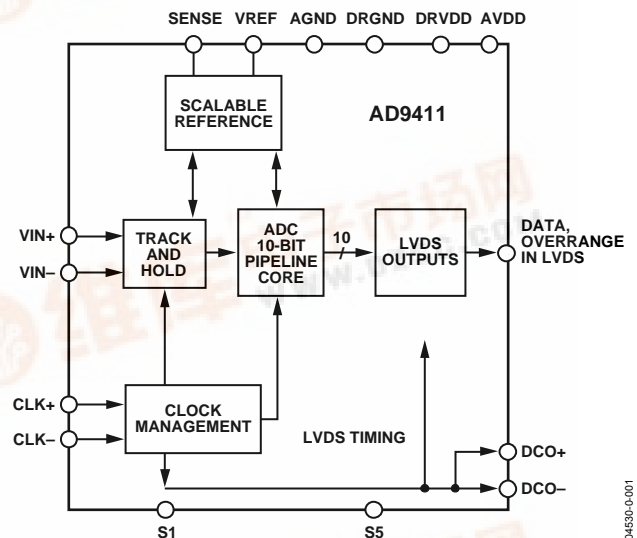 SENSE VREF AGND DRGND DRVDD AVDD
SCALABLE
REFERENCE
AD9411
VIN+
VIN–
TRACK
AND
HOLD
ADC
10-BIT
PIPELINE
CORE
10
LVDS
OUTPUTS
DATA,
OVERRANGE
IN LVDS
CLK+
CLK–
CLOCK
MANAGEMENT
LVDS TIMING
DCO+
DCO–
S1
S5
04530-0-001